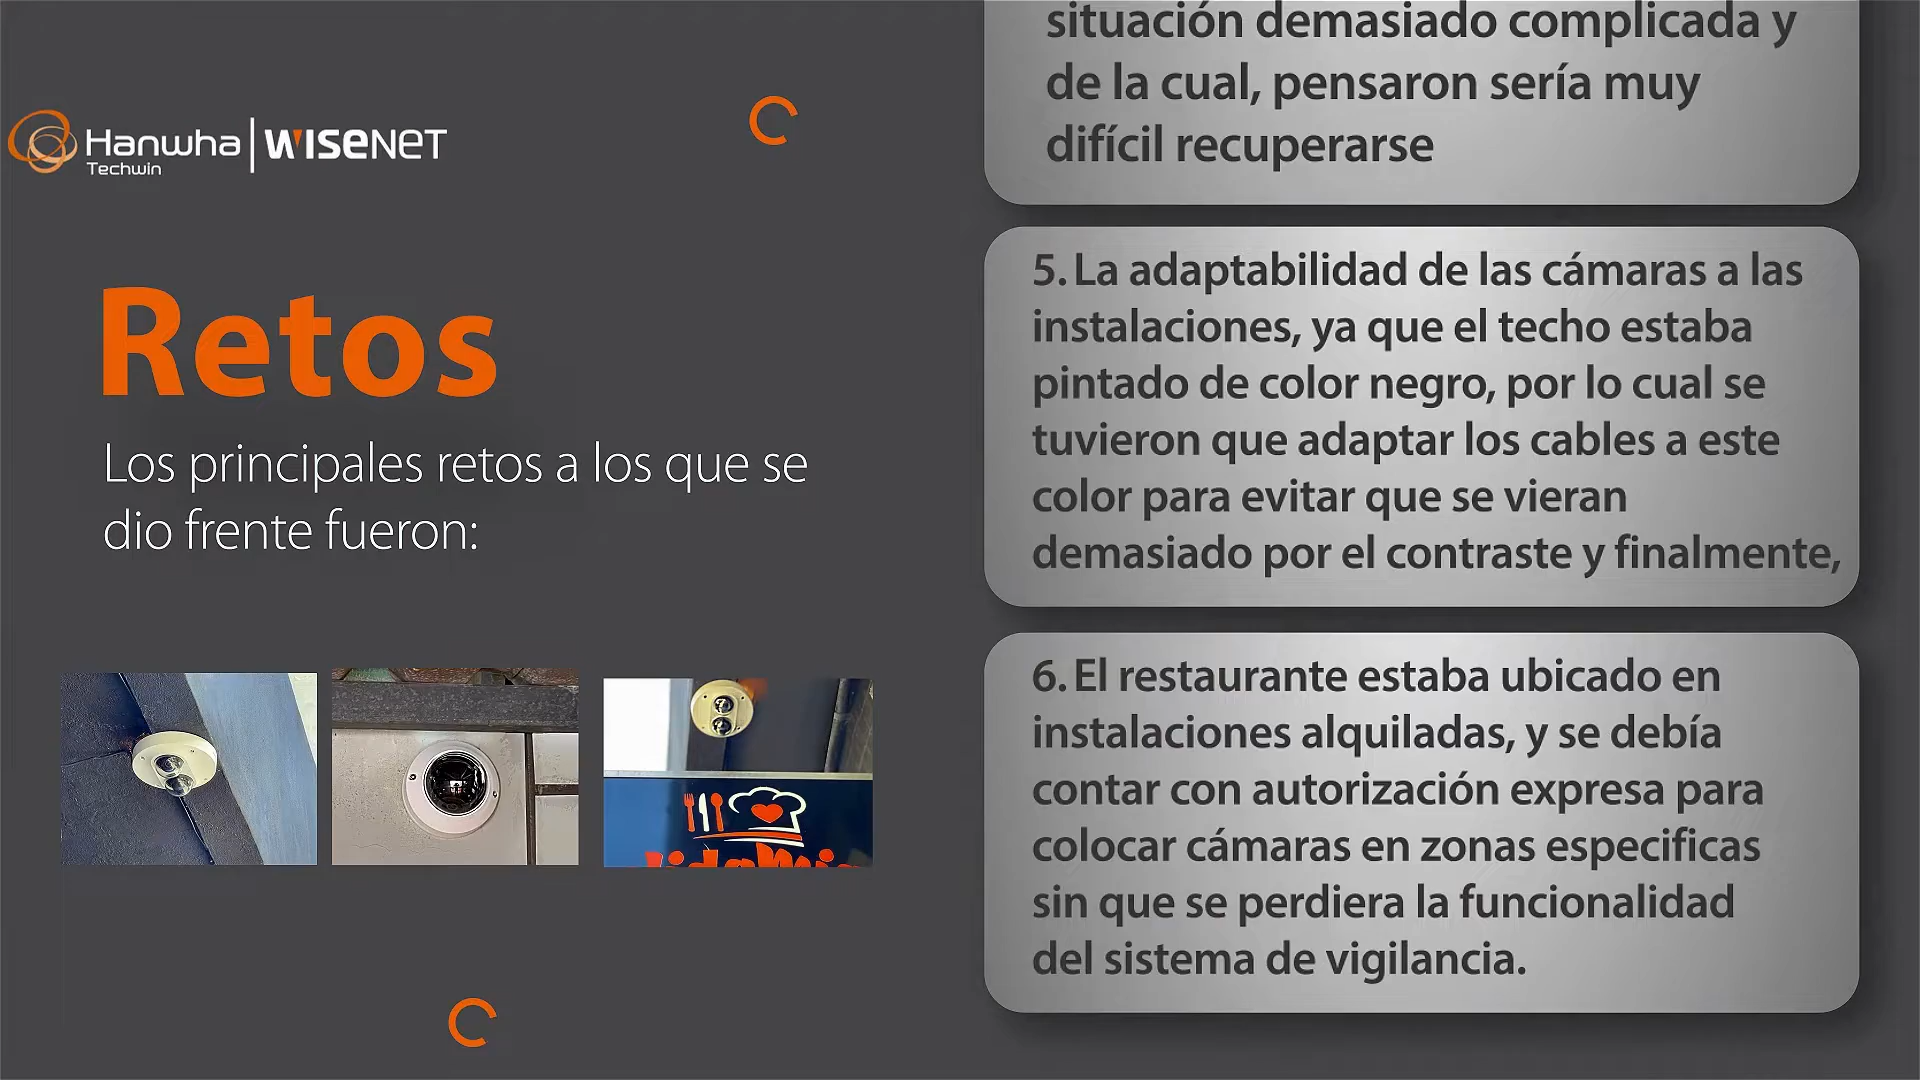 Hanwha | WISENET
Techwin
Retos
Los principales retos a los que se
dio frente fueron:
situación demasiado complicada y
de la cual, pensaron sería muy
difícil recuperarse
5. La adaptabilidad de las cámaras a las
instalaciones, ya que el techo estaba
pintado de color negro, por lo cual se
tuvieron que adaptar los cables a este
color para evitar que se vieran
demasiado por el contraste y finalmente,
6. El restaurante estaba ubicado en
instalaciones alquiladas, y se debía
contar con autorización expresa para
colocar cámaras en zonas especificas
sin que se perdiera la funcionalidad
del sistema de vigilancia.